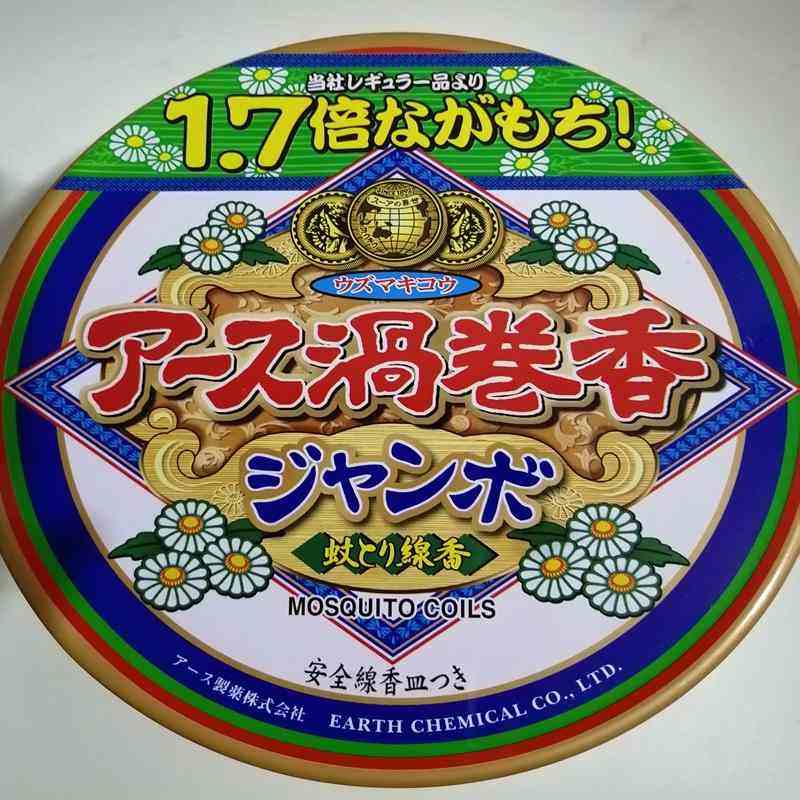 当社レギュラー品より
1.7倍ながもち!
ウズマキコウ
アース渦巻香
ジャンボ
蚊とり線香
MOSQUITO COILS
安全線香皿つき
アース製薬株式会社 EARTH CHEMICAL CO., LTD.